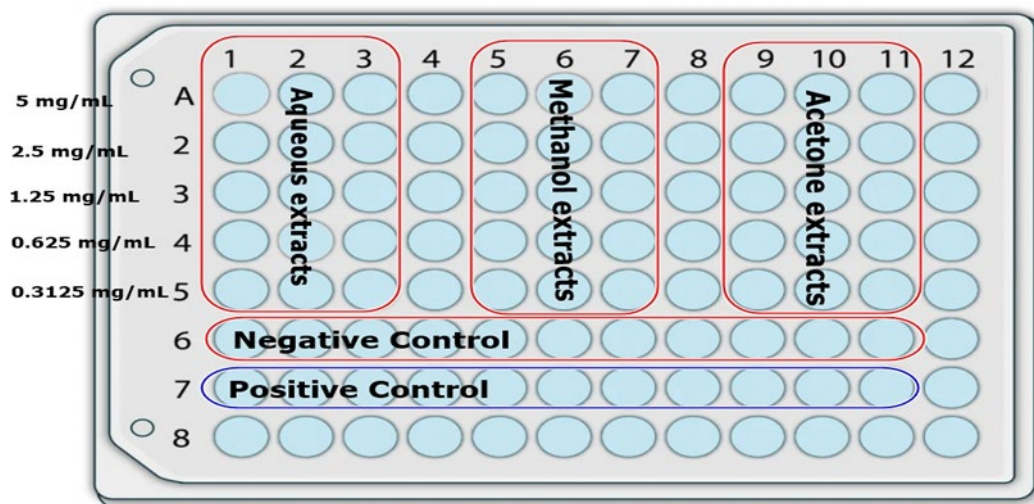 1 2 3 4 5 6 7 8 9 10 11 12
5 mg/mL A
2.5 mg/mL 2
1.25 mg/mL 3
0.625 mg/mL 4
0.3125 mg/mL 5
Aqueous extracts
Methanol extracts
Acetone extracts
6 Negative Control
7 Positive Control
8